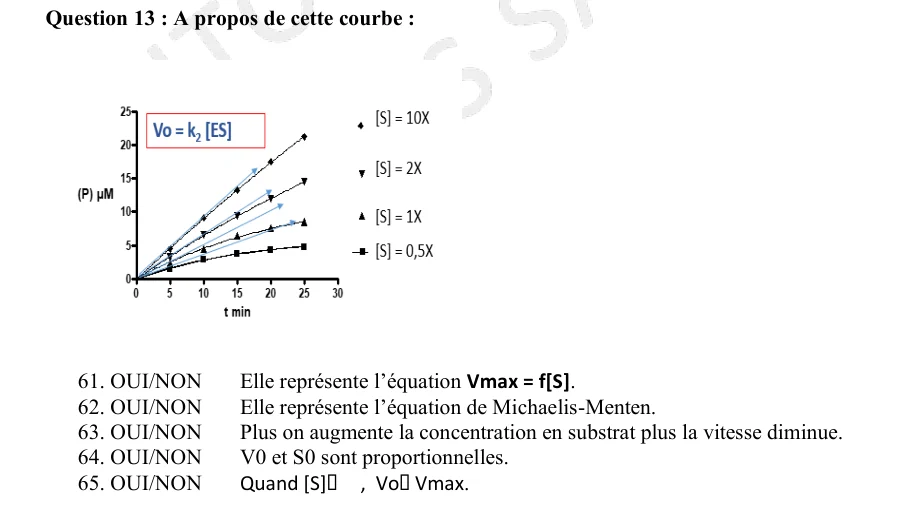 Question 13 : A propos de cette courbe :
25
Vo = k2 [ES]
20
15
(P) µM
10
5
0
0 5 10 15 20 25 30
t min
[S] = 10X
[S] = 2X
[S] = 1X
[S] = 0,5X
61. OUI/NON Elle représente l’équation Vmax = f[S].
62. OUI/NON Elle représente l’équation de Michaelis-Menten.
63. OUI/NON Plus on augmente la concentration en substrat plus la vitesse diminue.
64. OUI/NON V0 et S0 sont proportionnelles.
65. OUI/NON Quand [S]▯ , Vo▯ Vmax.